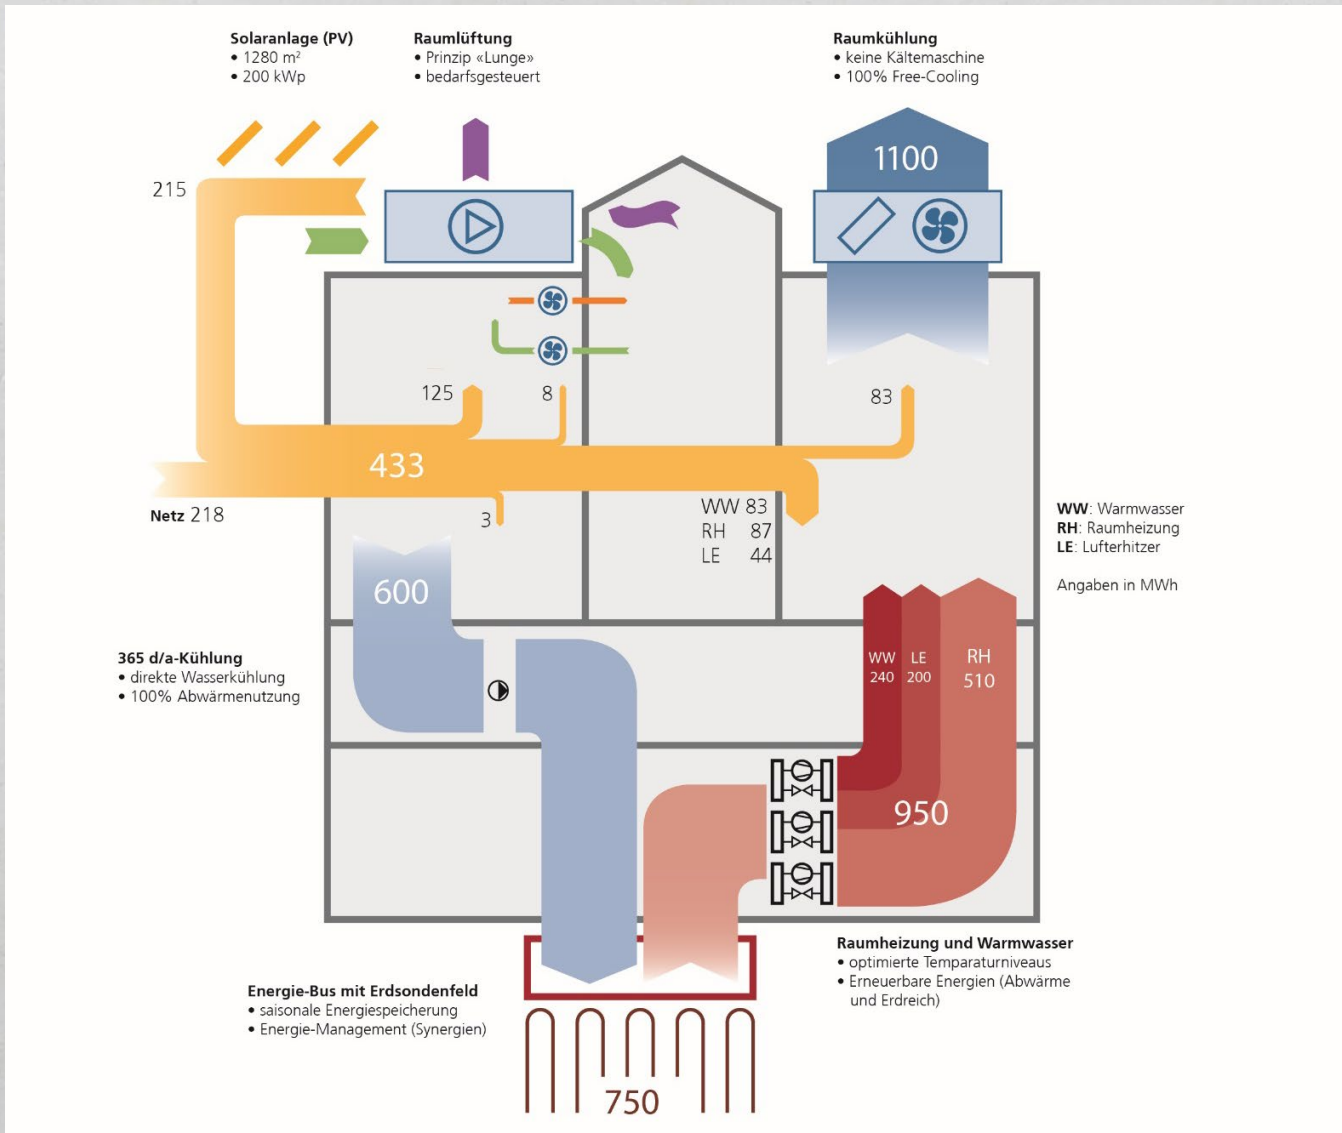 Solaranlage (PV)
• 1280 m²
• 200 kWp
Raumlüftung
• Prinzip «Lunge»
• bedarfsgesteuert
Raumkühlung
• keine Kältemaschine
• 100% Free-Cooling
1100
215
125
8
83
433
Netz 218
3
WW 83
RH 87
LE 44
WW: Warmwasser
RH: Raumheizung
LE: Lufterhitzer
Angaben in MWh
600
365 d/a-Kühlung
• direkte Wasserkühlung
• 100% Abwärmenutzung
WW
240
LE
200
RH
510
950
Raumheizung und Warmwasser
• optimierte Temparaturniveaus
• Erneuerbare Energien (Abwärme
und Erdreich)
Energie-Bus mit Erdsondenfeld
• saisonale Energiespeicherung
• Energie-Management (Synergien)
750